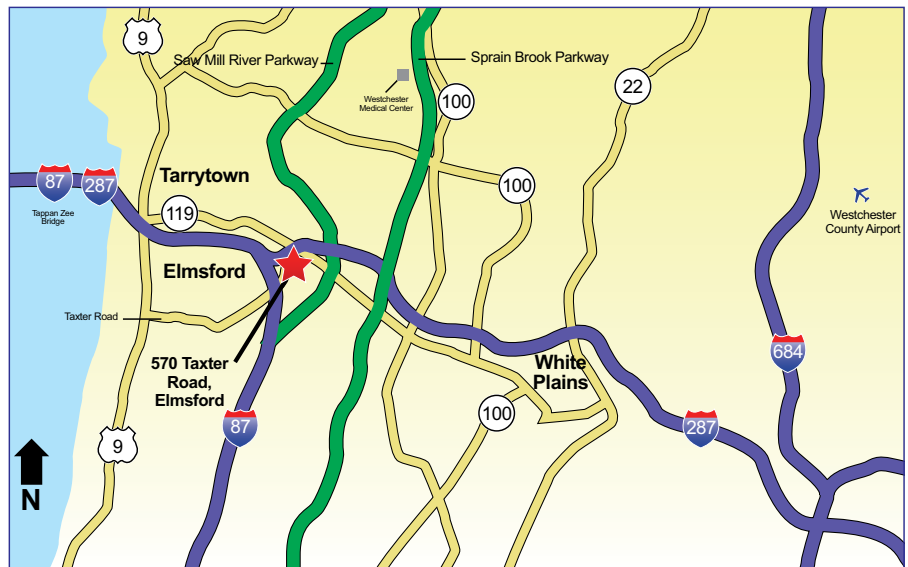 9
Saw Mill River Parkway
Sprain Brook Parkway
22
Westchester
Medical Center
100
87
287
Tarrytown
100
Tappan Zee
Bridge
119
Westchester
County Airport
Elmsford
Taxter Road
684
570 Taxter
Road,
Elmsford
White
Plains
100
87
287
9
N